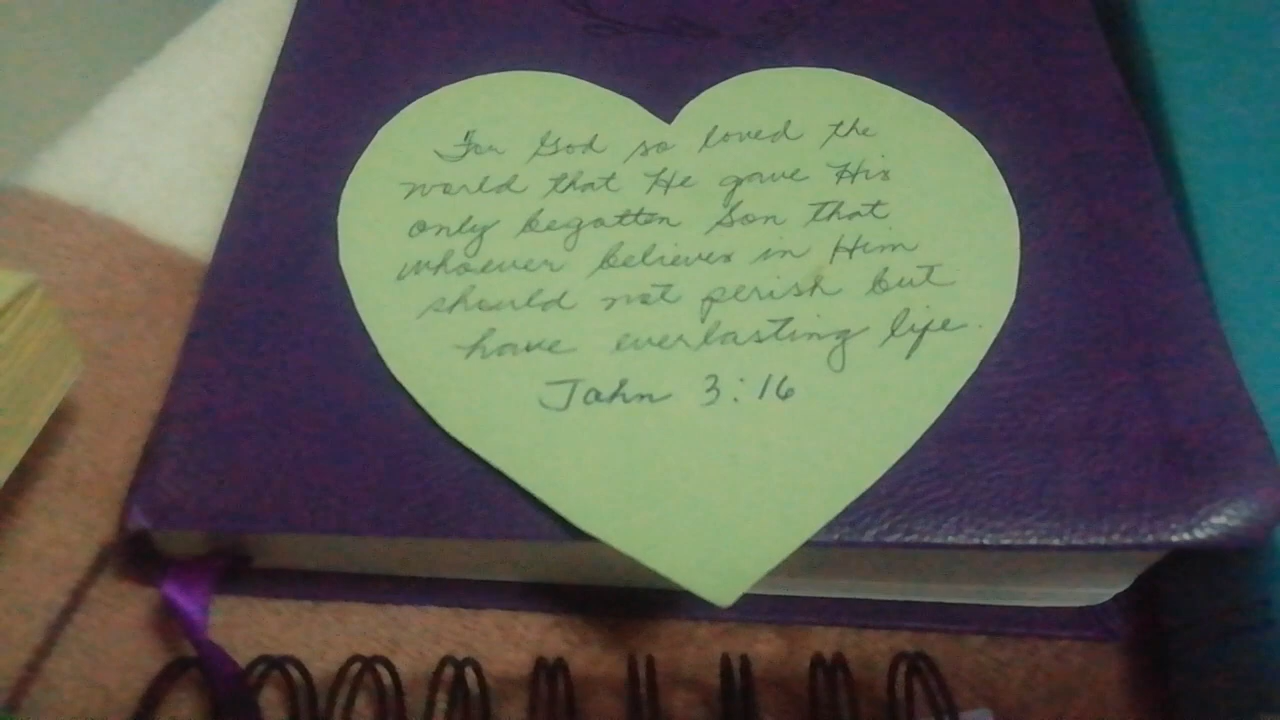 For God so loved the
world that He gave His
only begotten Son that
whoever believes in Him
should not perish but
have everlasting life.
John 3:16